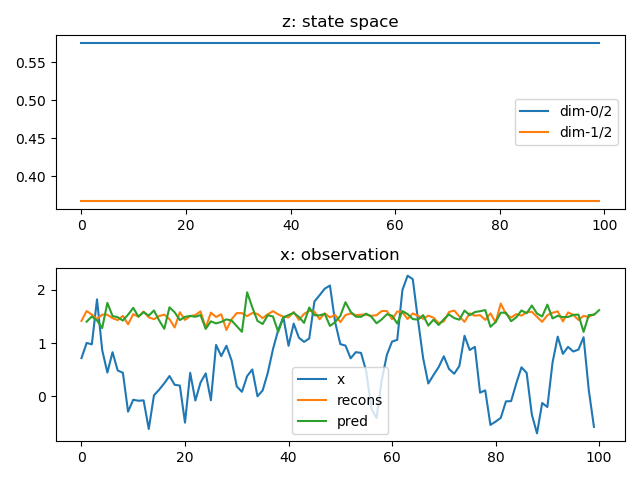 z: state space
0.55
0.50
0.45
0.40
dim-0/2
dim-1/2
0 20 40 60 80 100
x: observation
2
1
0
x
recons
pred
0 20 40 60 80 100